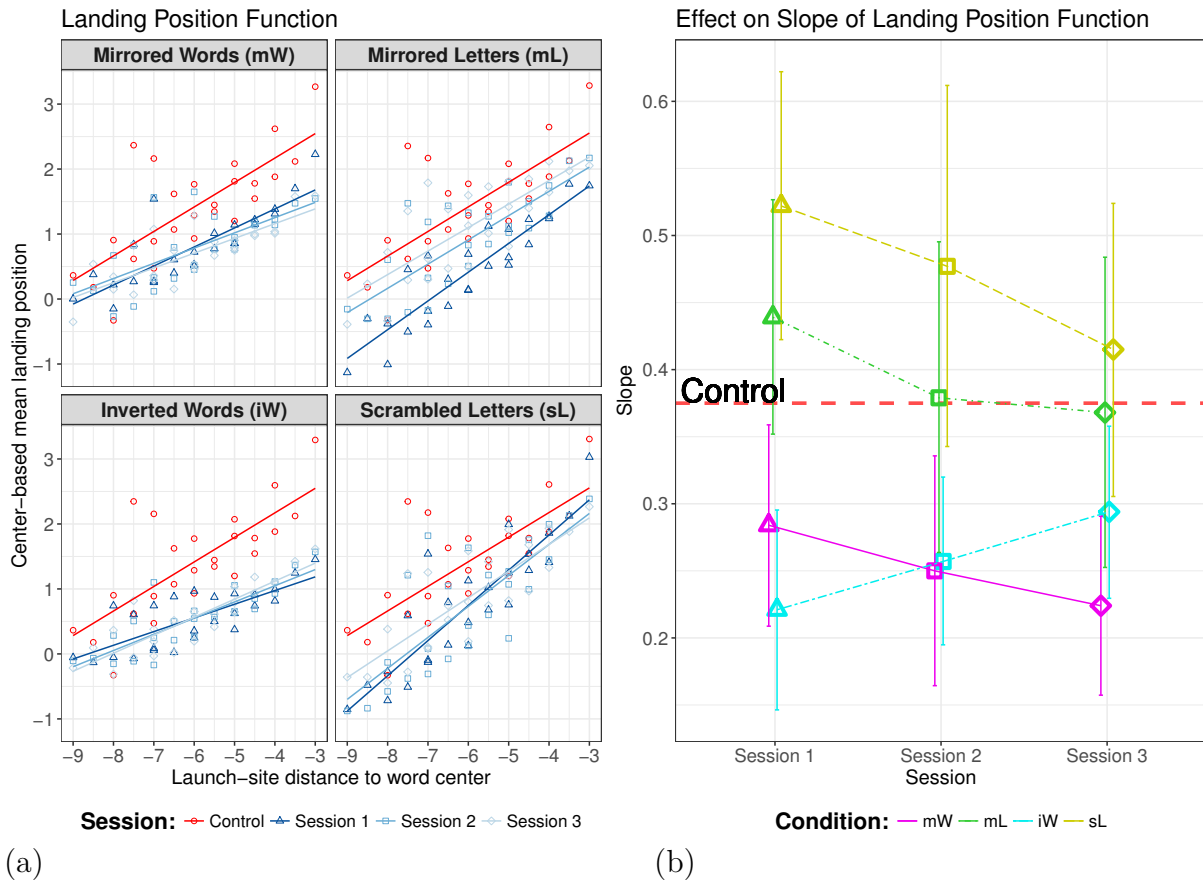 Landing Position Function
Mirrored Words (mW)
Mirrored Letters (mL)
3
2
1
0
−1
Inverted Words (iW)
Scrambled Letters (sL)
3
2
1
0
−1
Center−based mean landing position
−9 −8 −7 −6 −5 −4 −3
−9 −8 −7 −6 −5 −4 −3
Launch−site distance to word center
Session: Control Session 1 Session 2 Session 3
(a)
Effect on Slope of Landing Position Function
0.6
0.5
0.4
0.3
0.2
Slope
Control
Session 1 Session 2 Session 3
Session
Condition: mW mL iW sL
(b)